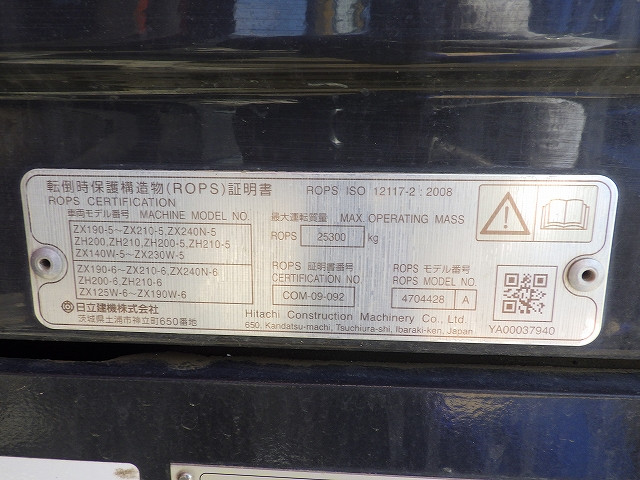 転倒時保護構造物(ROPS)証明書
ROPS CERTIFICATION
ROPS ISO 12117-2 : 2008
車両モデル番号 MACHINE MODEL NO.
ZX190-5～ZX210-5,ZX240N-5
ZH200,ZH210,ZH200-5,ZH210-5
ZX140W-5～ZX230W-5
ZX190-6～ZX210-6,ZX240N-6
ZH200-6,ZH210-6
ZX125W-6～ZX190W-6
最大運転質量 MAX. OPERATING MASS
ROPS 25300 kg
ROPS 証明書番号
CERTIFICATION NO
COM-09-092
ROPS モデル番号
ROPS MODEL NO.
4704428 A
日立建機株式会社
茨城県土浦市神立町650番地
Hitachi Construction Machinery Co., Ltd.
650, Kandatsu-machi, Tsuchiura-shi, Ibaraki-ken, Japan
YA00037940